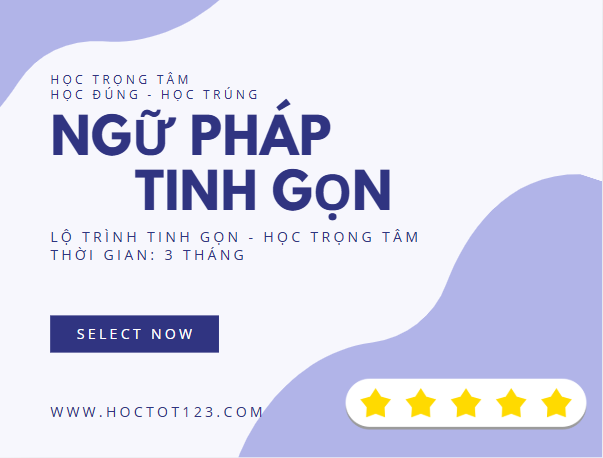 HỌC TRỌNG TÂM
HỌC ĐÚNG - HỌC TRÚNG
NGỮ PHÁP
TINH GỌN
LỘ TRÌNH TINH GỌN - HỌC TRỌNG TÂM
THỜI GIAN: 3 THÁNG
SELECT NOW
WWW.HOCTOT123.COM